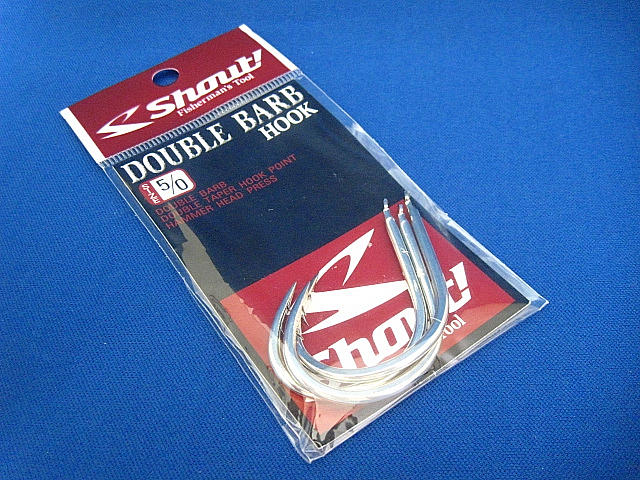 Shout!
Fisherman's Tool
DOUBLE BARB
HOOK
SIZE 5/0
DOUBLE BARB
DOUBLE TAPER HOOK POINT
HAMMER HEAD PRESS
Shout!
Tool